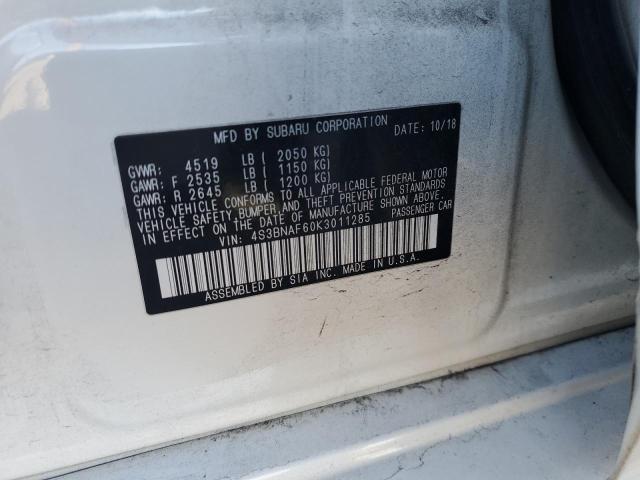 MFD BY SUBARU CORPORATION DATE: 10/18
GVWR: 4519 LB ( 2050 KG)
GAWR: F 2535 LB ( 1150 KG)
GAWR: R 2645 LB ( 1200 KG)
THIS VEHICLE CONFORMS TO ALL APPLICABLE FEDERAL MOTOR
VEHICLE SAFETY, BUMPER, AND THEFT PREVENTION STANDARDS
IN EFFECT ON THE DATE OF MANUFACTURE SHOWN ABOVE.
VIN: 4S3BNAF60K3011285 PASSENGER CAR
ASSEMBLED BY SIA INC. MADE IN U.S.A.